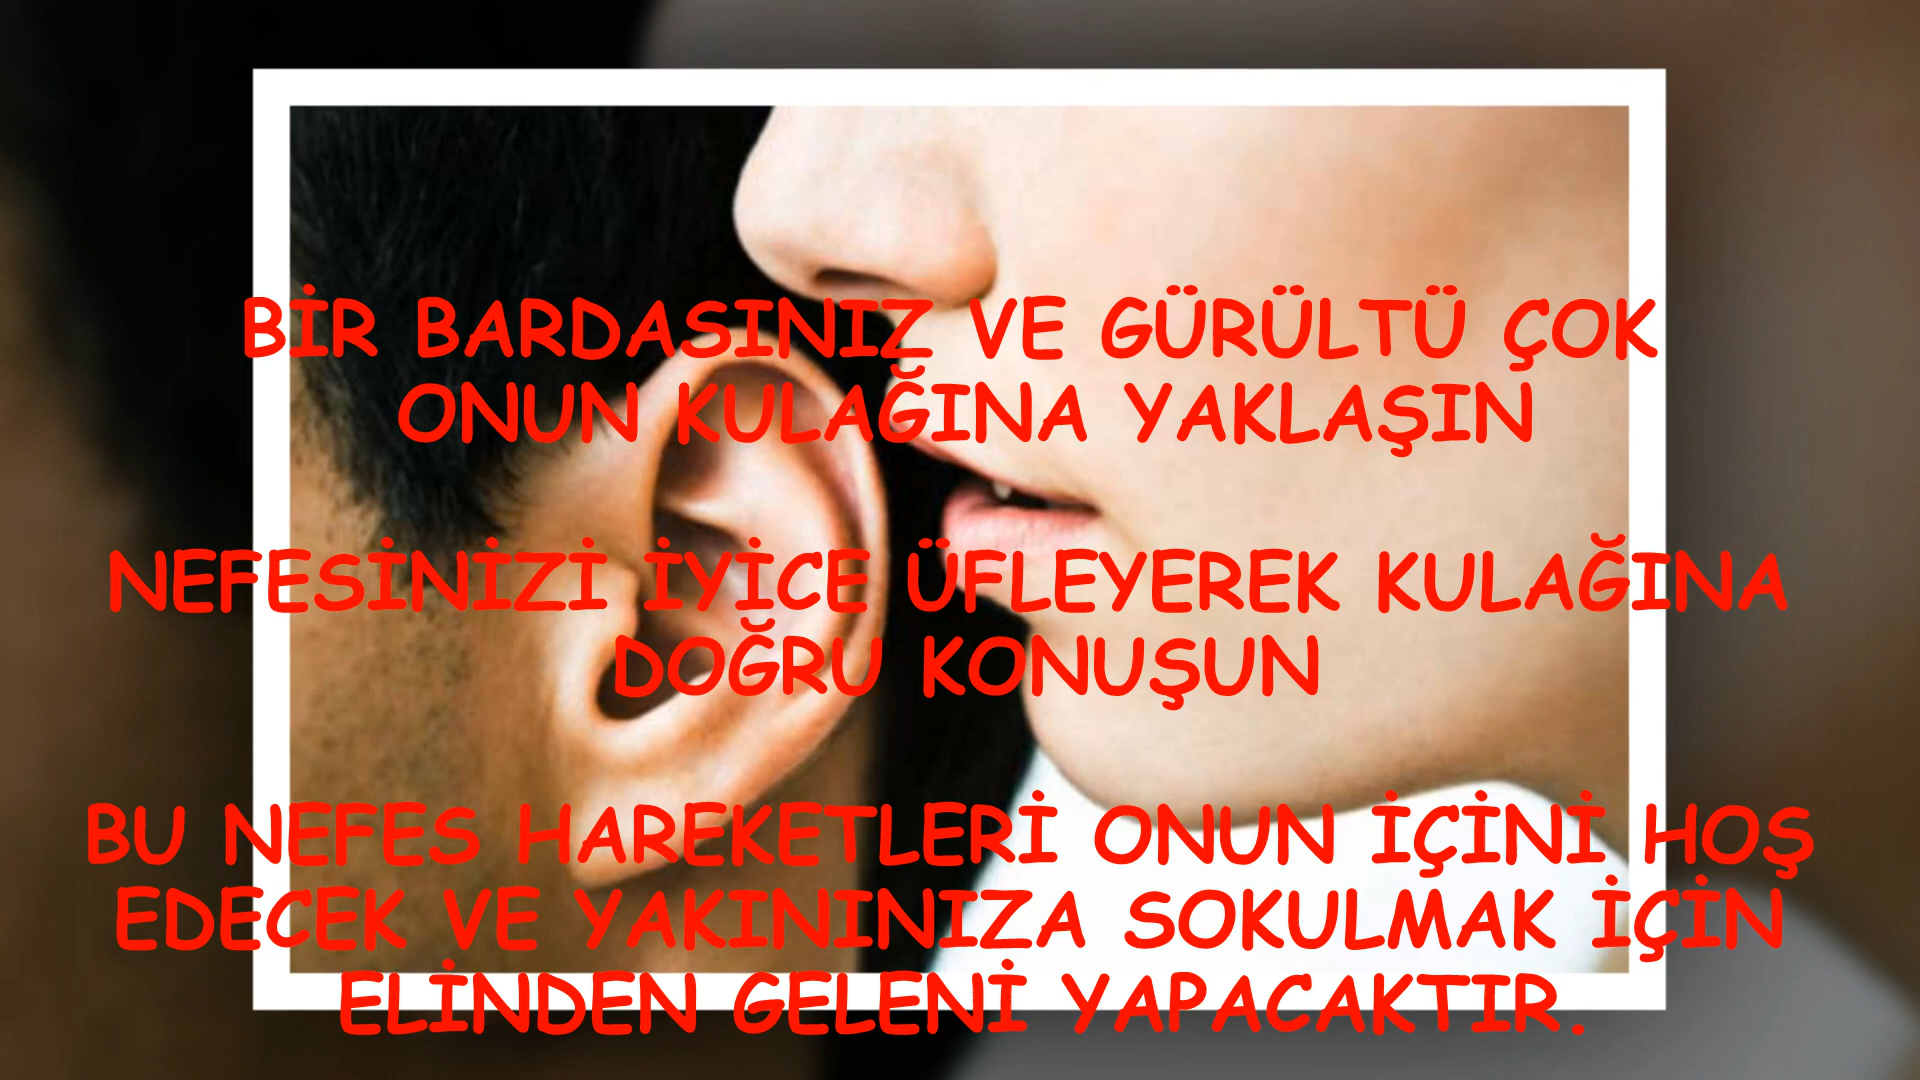 BİR BARDASINIZ VE GÜRÜLTÜ ÇOK
ONUN KULAĞINA YAKLAŞIN
NEFESİNİZİ İYİCE ÜFLEYEREK KULAĞINA
DOĞRU KONUŞUN
BU NEFES HAREKETLERİ ONUN İÇİNİ HOŞ
EDECEK VE YAKININIZA SOKULMAK İÇİN
ELİNDEN GELENİ YAPACAKTIR.